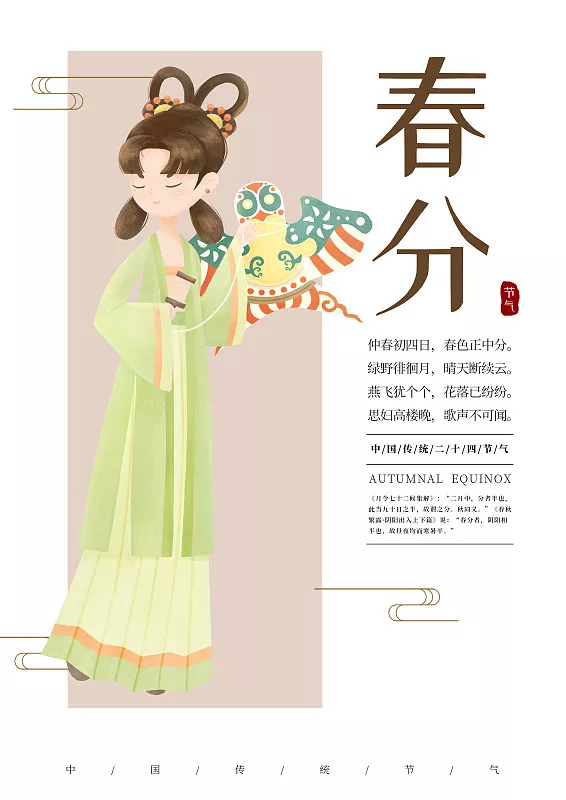 春分
节气
仲春初四日，春色正中分。
绿野徘徊月，晴天断续云。
燕飞犹个个，花落已纷纷。
思妇高楼晚，歌声不可闻。
中/国/传/统/二/十/四/节/气
AUTUMNAL EQUINOX
《月令七十二候集解》：“二月中，分者半也，
此当九十日之半，故谓之分。秋同义。”《春秋
繁露·阴阳出入上下篇》说：“春分者，阴阳相
半也，故昼夜均而寒暑平。”
中 / 国 / 传 / 统 / 节 / 气